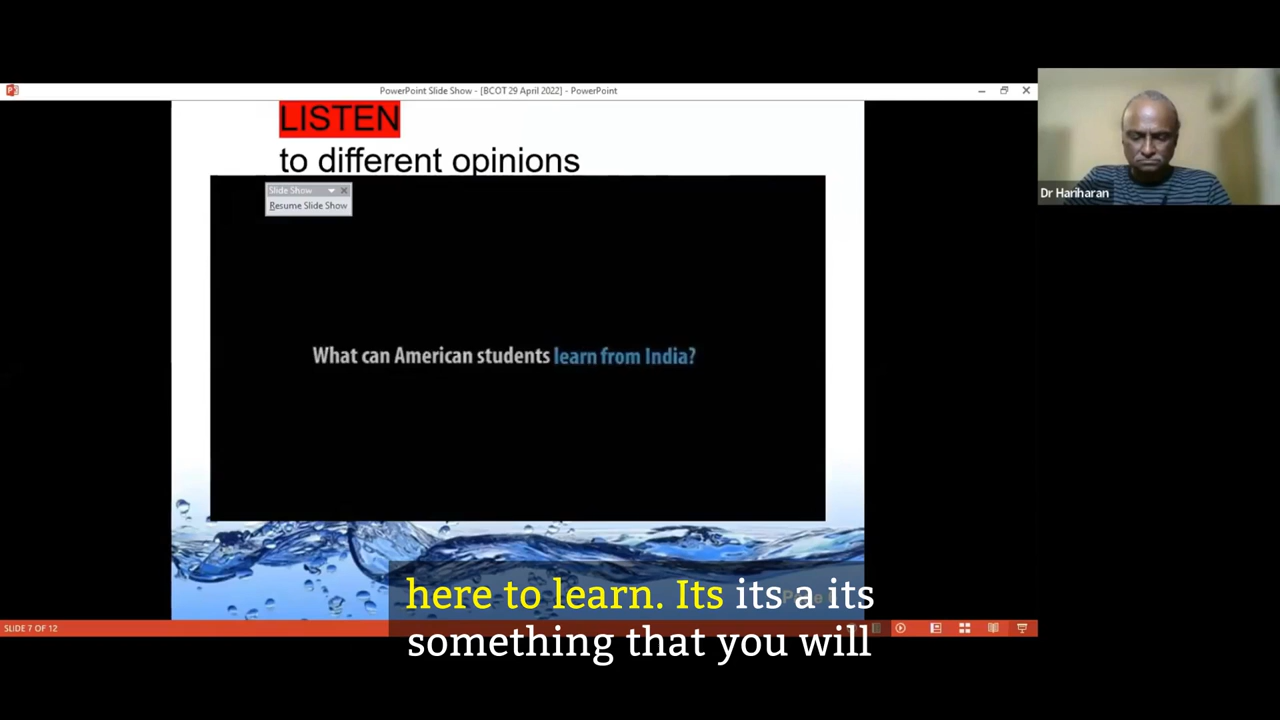 PowerPoint Slide Show - [BCOT 29 April 2022] - PowerPoint
LISTEN
to different opinions
Slide Show
Resume Slide Show
What can American students learn from India?
Dr Hariharan
here to learn. Its its a its
something that you will
SLIDE 7 OF 12